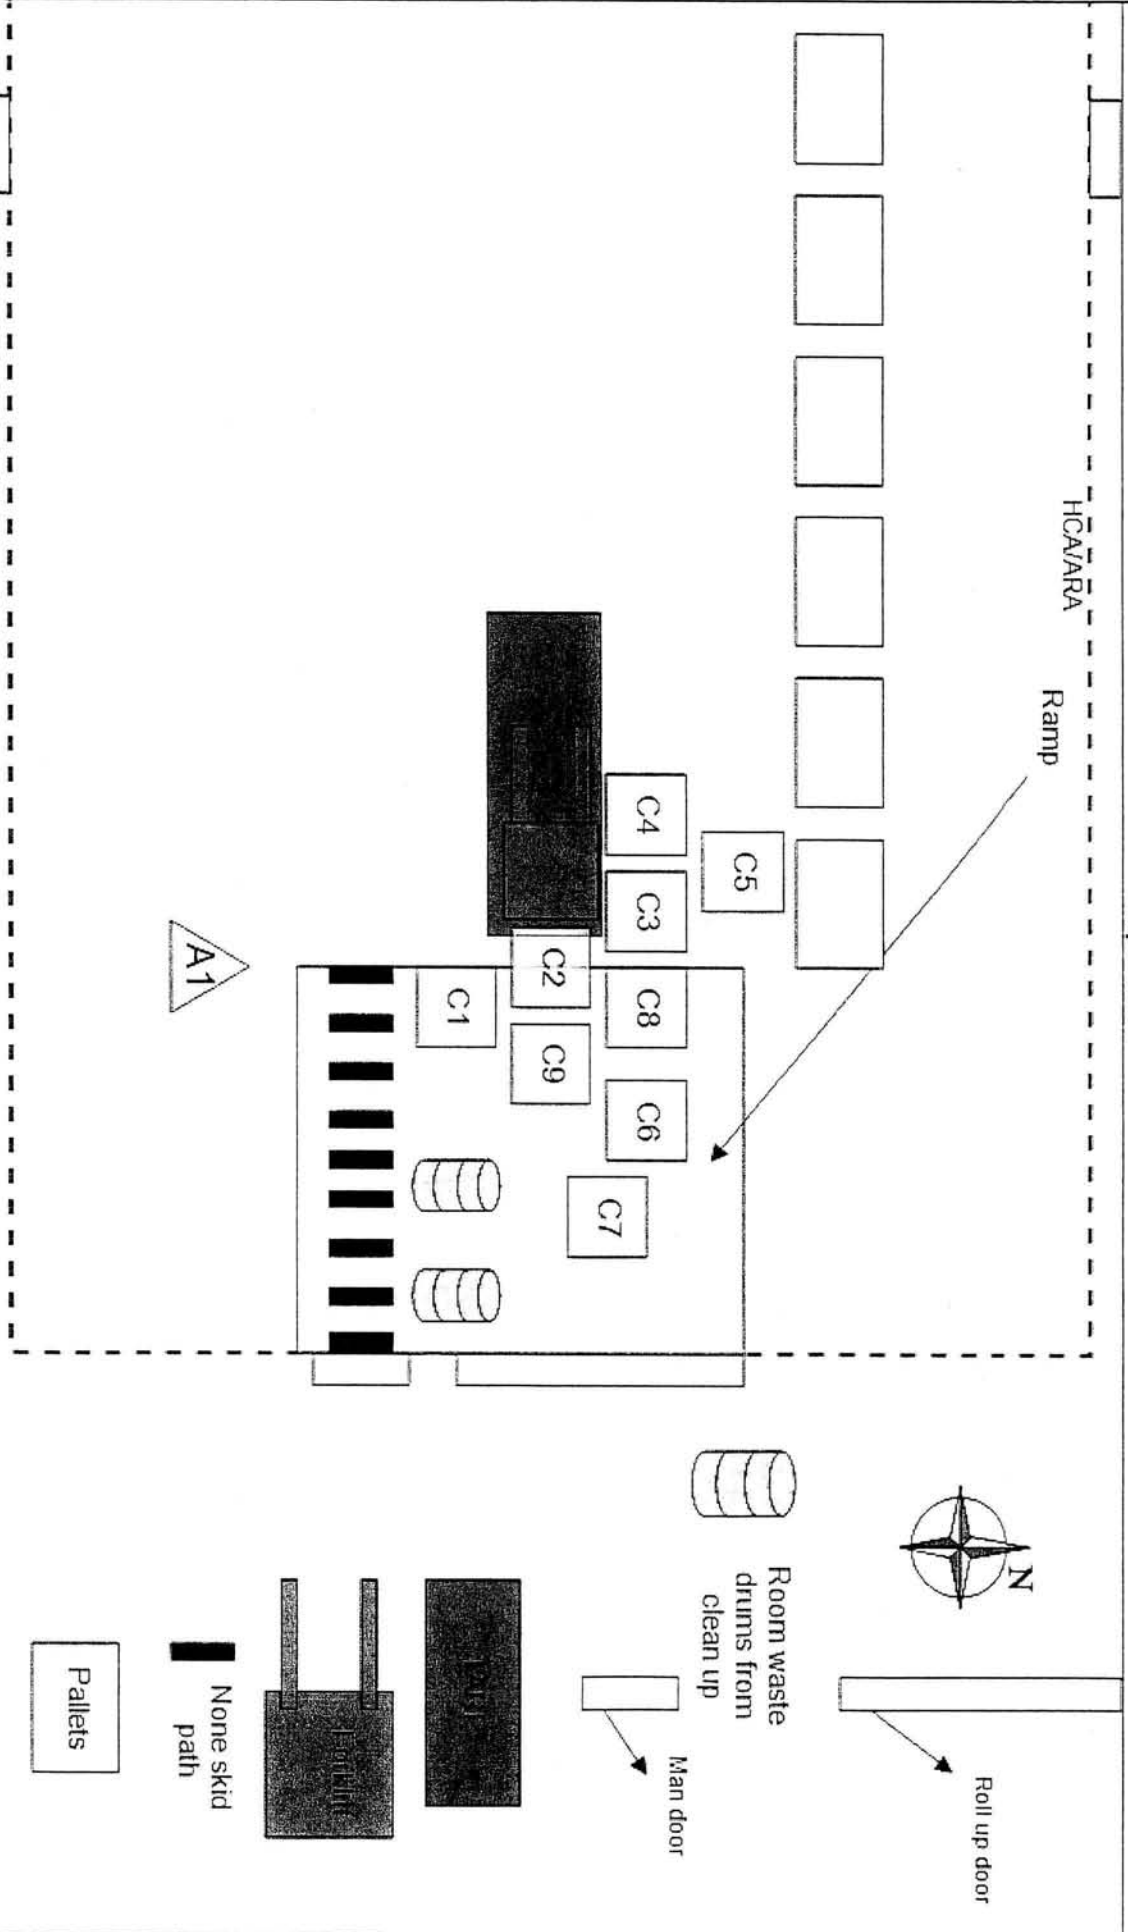 HCA/ARA
Ramp
C4
C5
C3
C2
C8
C1
C9
C6
C7
A1
N
Room waste
drums from
clean up
Roll up door
Man door
Forklift
None skid
path
Pallets